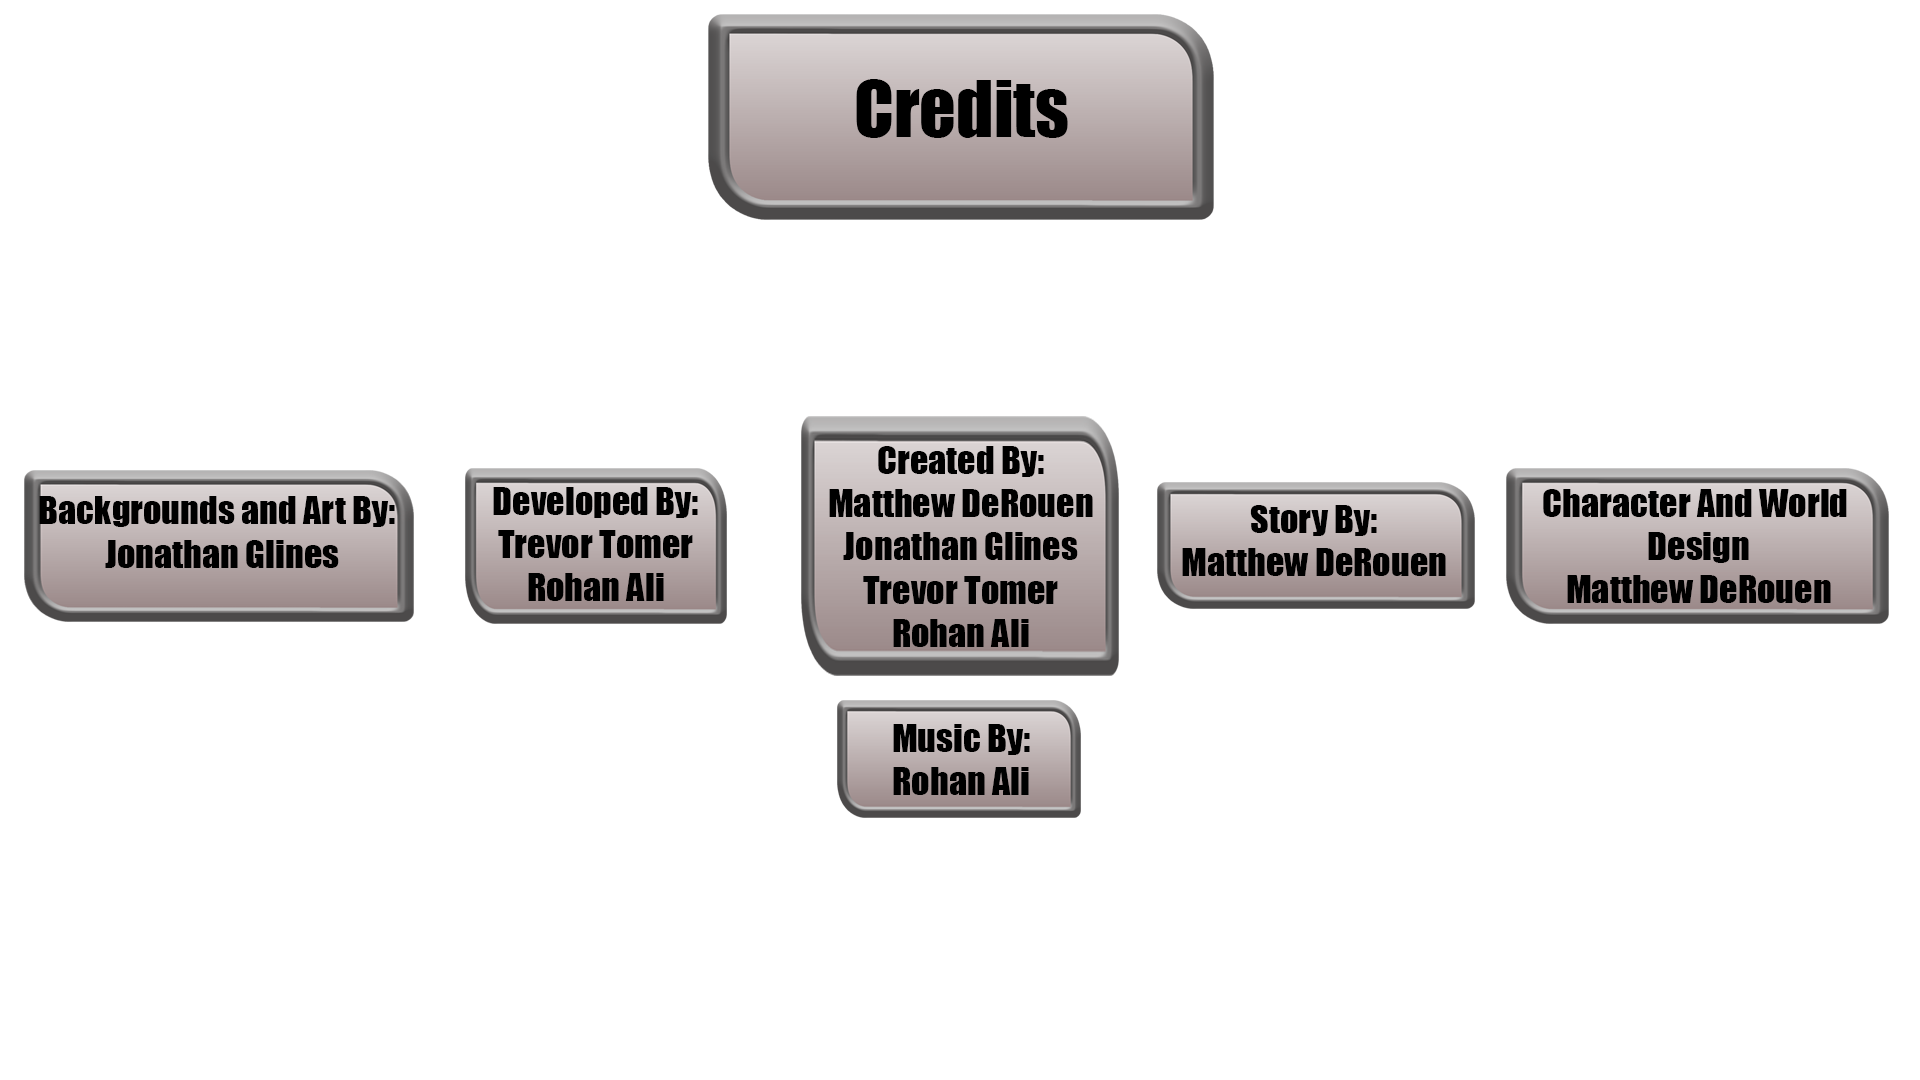 Credits
Backgrounds and Art By:
Jonathan Glines
Developed By:
Trevor Tomer
Rohan Ali
Created By:
Matthew DeRouen
Jonathan Glines
Trevor Tomer
Rohan Ali
Story By:
Matthew DeRouen
Character And World
Design
Matthew DeRouen
Music By:
Rohan Ali